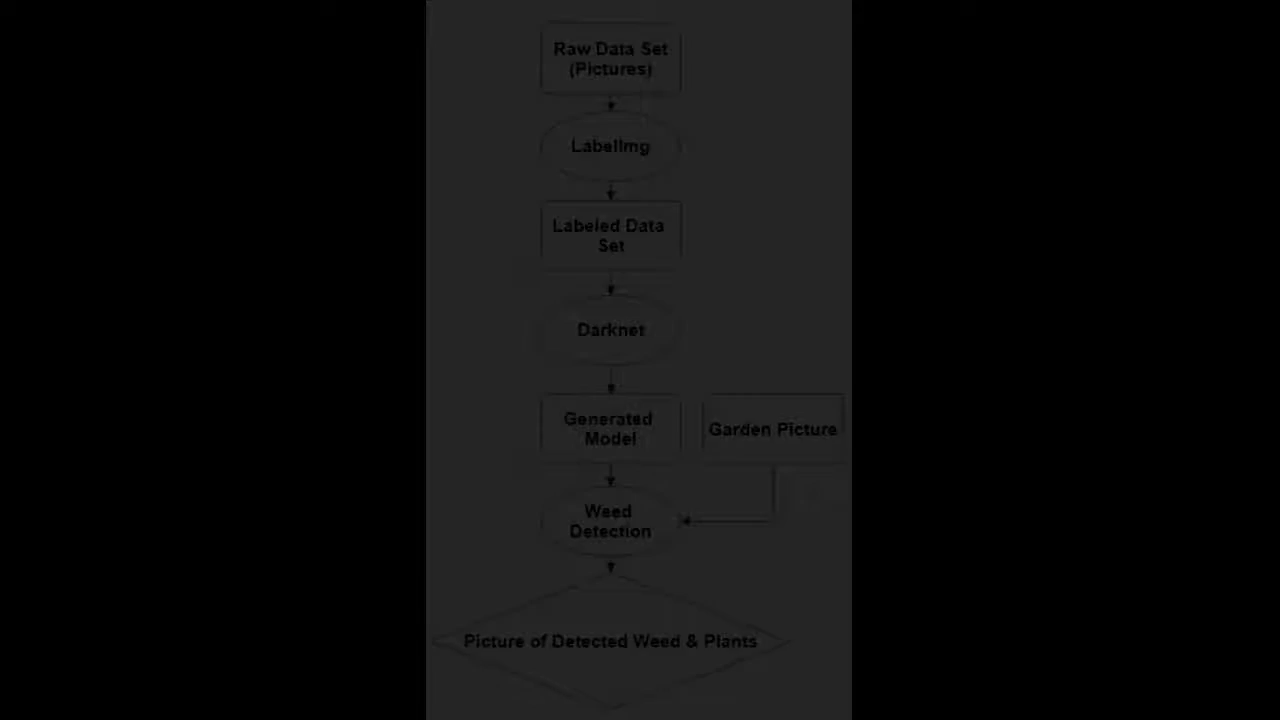 Raw Data Set
(Pictures)
LabelImg
Labeled Data
Set
Darknet
Generated
Model
Garden Picture
Weed
Detection
Picture of Detected Weed & Plants